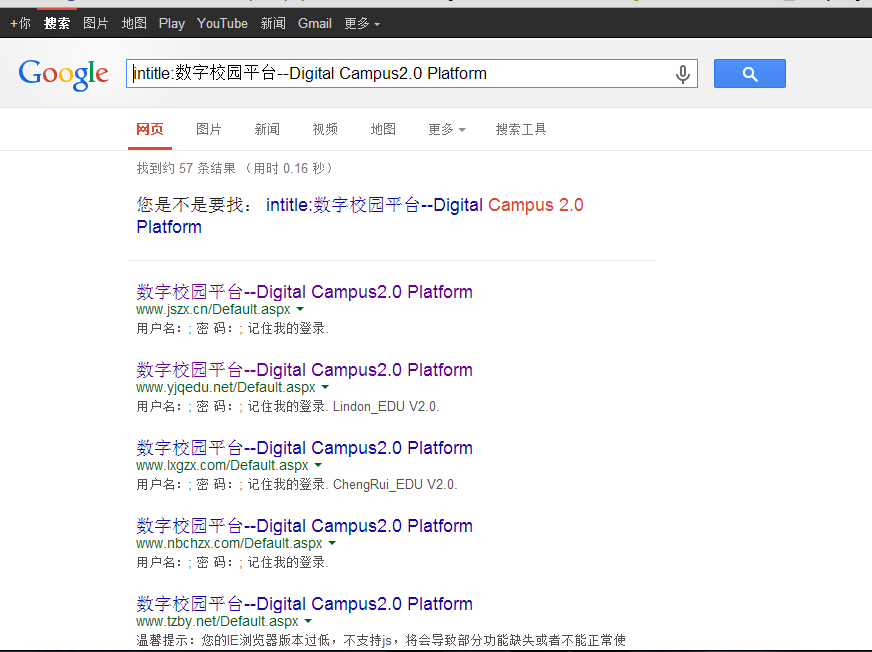 +你 搜索 图片 地图 Play YouTube 新闻 Gmail 更多
Google intitle:数字校园平台--Digital Campus2.0 Platform
网页 图片 新闻 视频 地图 更多 搜索工具
找到约 57 条结果 （用时 0.16 秒）
您是不是要找： intitle:数字校园平台--Digital Campus 2.0
Platform
数字校园平台--Digital Campus2.0 Platform
www.jszx.cn/Default.aspx
用户名：; 密 码：; 记住我的登录.
数字校园平台--Digital Campus2.0 Platform
www.yjqedu.net/Default.aspx
用户名：; 密 码：; 记住我的登录. Lindon_EDU V2.0.
数字校园平台--Digital Campus2.0 Platform
www.lxgzx.com/Default.aspx
用户名：; 密 码：; 记住我的登录. ChengRui_EDU V2.0.
数字校园平台--Digital Campus2.0 Platform
www.nbchzx.com/Default.aspx
用户名：; 密 码：; 记住我的登录.
数字校园平台--Digital Campus2.0 Platform
www.tzby.net/Default.aspx
温馨提示：您的IE浏览器版本过低，不支持js，将会导致部分功能缺失或者不能正常使